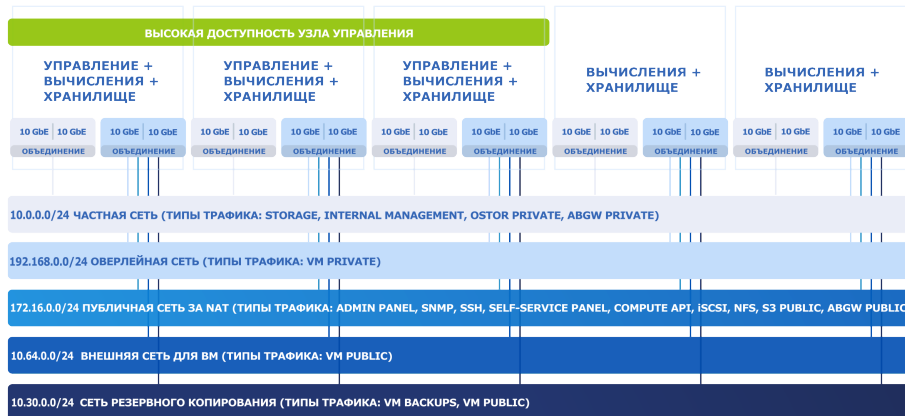 ВЫСОКАЯ ДОСТУПНОСТЬ УЗЛА УПРАВЛЕНИЯ
УПРАВЛЕНИЕ +
ВЫЧИСЛЕНИЯ +
ХРАНИЛИЩЕ
УПРАВЛЕНИЕ +
ВЫЧИСЛЕНИЯ +
ХРАНИЛИЩЕ
УПРАВЛЕНИЕ +
ВЫЧИСЛЕНИЯ +
ХРАНИЛИЩЕ
ВЫЧИСЛЕНИЯ +
ХРАНИЛИЩЕ
ВЫЧИСЛЕНИЯ +
ХРАНИЛИЩЕ
10 GbE 10 GbE 10 GbE 10 GbE 10 GbE 10 GbE 10 GbE 10 GbE 10 GbE 10 GbE 10 GbE 10 GbE 10 GbE 10 GbE 10 GbE 10 GbE 10 GbE 10 GbE 10 GbE 10 GbE
ОБЪЕДИНЕНИЕ ОБЪЕДИНЕНИЕ ОБЪЕДИНЕНИЕ ОБЪЕДИНЕНИЕ ОБЪЕДИНЕНИЕ ОБЪЕДИНЕНИЕ ОБЪЕДИНЕНИЕ ОБЪЕДИНЕНИЕ ОБЪЕДИНЕНИЕ ОБЪЕДИНЕНИЕ
10.0.0.0/24 ЧАСТНАЯ СЕТЬ (ТИПЫ ТРАФИКА: STORAGE, INTERNAL MANAGEMENT, OSTOR PRIVATE, ABGW PRIVATE)
192.168.0.0/24 ОВЕРЛЕЙНАЯ СЕТЬ (ТИПЫ ТРАФИКА: VM PRIVATE)
172.16.0.0/24 ПУБЛИЧНАЯ СЕТЬ ЗА NAT (ТИПЫ ТРАФИКА: ADMIN PANEL, SNMP, SSH, SELF-SERVICE PANEL, COMPUTE API, iSCSI, NFS, S3 PUBLIC, ABGW PUBLIC
10.64.0.0/24 ВНЕШНЯЯ СЕТЬ ДЛЯ ВМ (ТИПЫ ТРАФИКА: VM PUBLIC)
10.30.0.0/24 СЕТЬ РЕЗЕРВНОГО КОПИРОВАНИЯ (ТИПЫ ТРАФИКА: VM BACKUPS, VM PUBLIC)